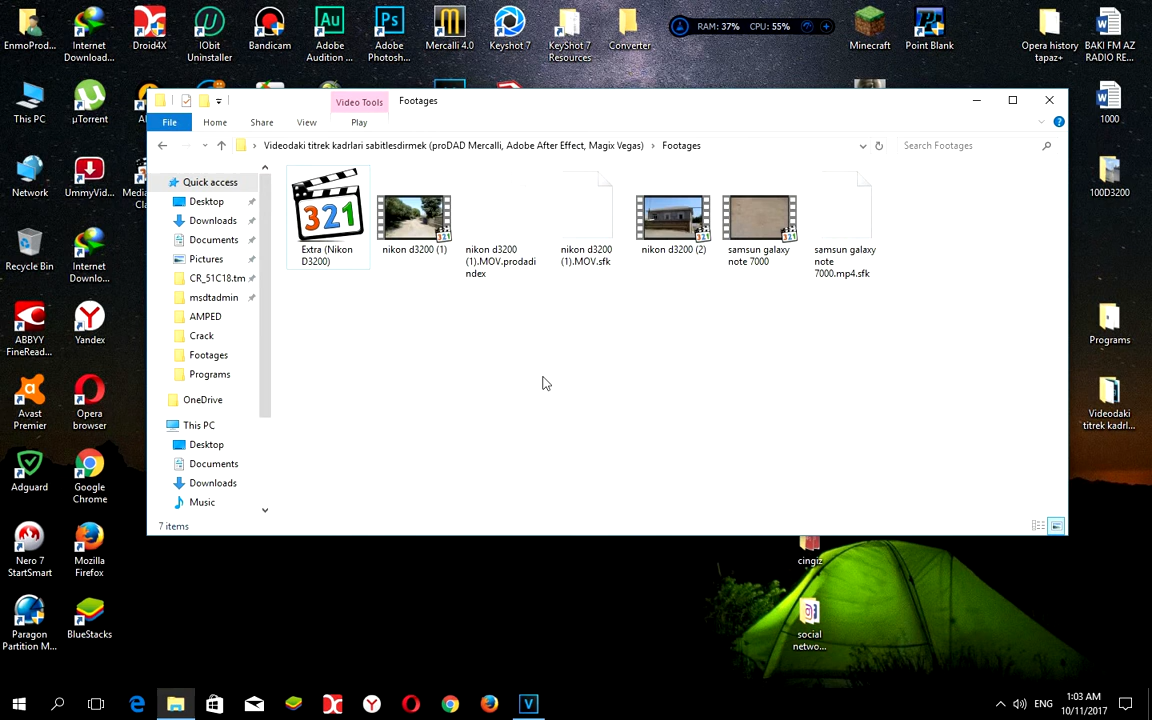 EnmoProd...
Internet
Download...
Droid4X
IObit
Uninstaller
Bandicam
Adobe
Audition ...
Adobe
Photosh...
Mercalli 4.0
Keyshot 7
KeyShot 7
Resources
Converter
RAM: 37%
CPU: 55%
Minecraft
Point Blank
Opera history
tapaz+
BAKI FM AZ
RADIO RE...
This PC
µTorrent
1000
Network
UmmyVid...
100D3200
Recycle Bin
Internet
Downlo...
ABBYY
FineRead...
Yandex
Programs
Avast
Premier
Opera
browser
Videodaki
titrek kadrl...
Adguard
Google
Chrome
Nero 7
StartSmart
Mozilla
Firefox
Paragon
Partition M...
BlueStacks
cingiz
social
netwo...
Video Tools
Footages
File
Home
Share
View
Play
Videodaki titrek kadrlari sabitlesdirmek (proDAD Mercalli, Adobe After Effect, Magix Vegas)
Footages
Search Footages
Quick access
Desktop
Downloads
Documents
Pictures
CR_51C18.tm
msdtadmin
AMPED
Crack
Footages
Programs
OneDrive
This PC
Desktop
Documents
Downloads
Music
321
Extra (Nikon
D3200)
nikon d3200 (1)
nikon d3200
(1).MOV.prodadi
ndex
nikon d3200
(1).MOV.sfk
nikon d3200 (2)
samsun galaxy
note 7000
samsun galaxy
note
7000.mp4.sfk
7 items
ENG
1:03 AM
10/11/2017